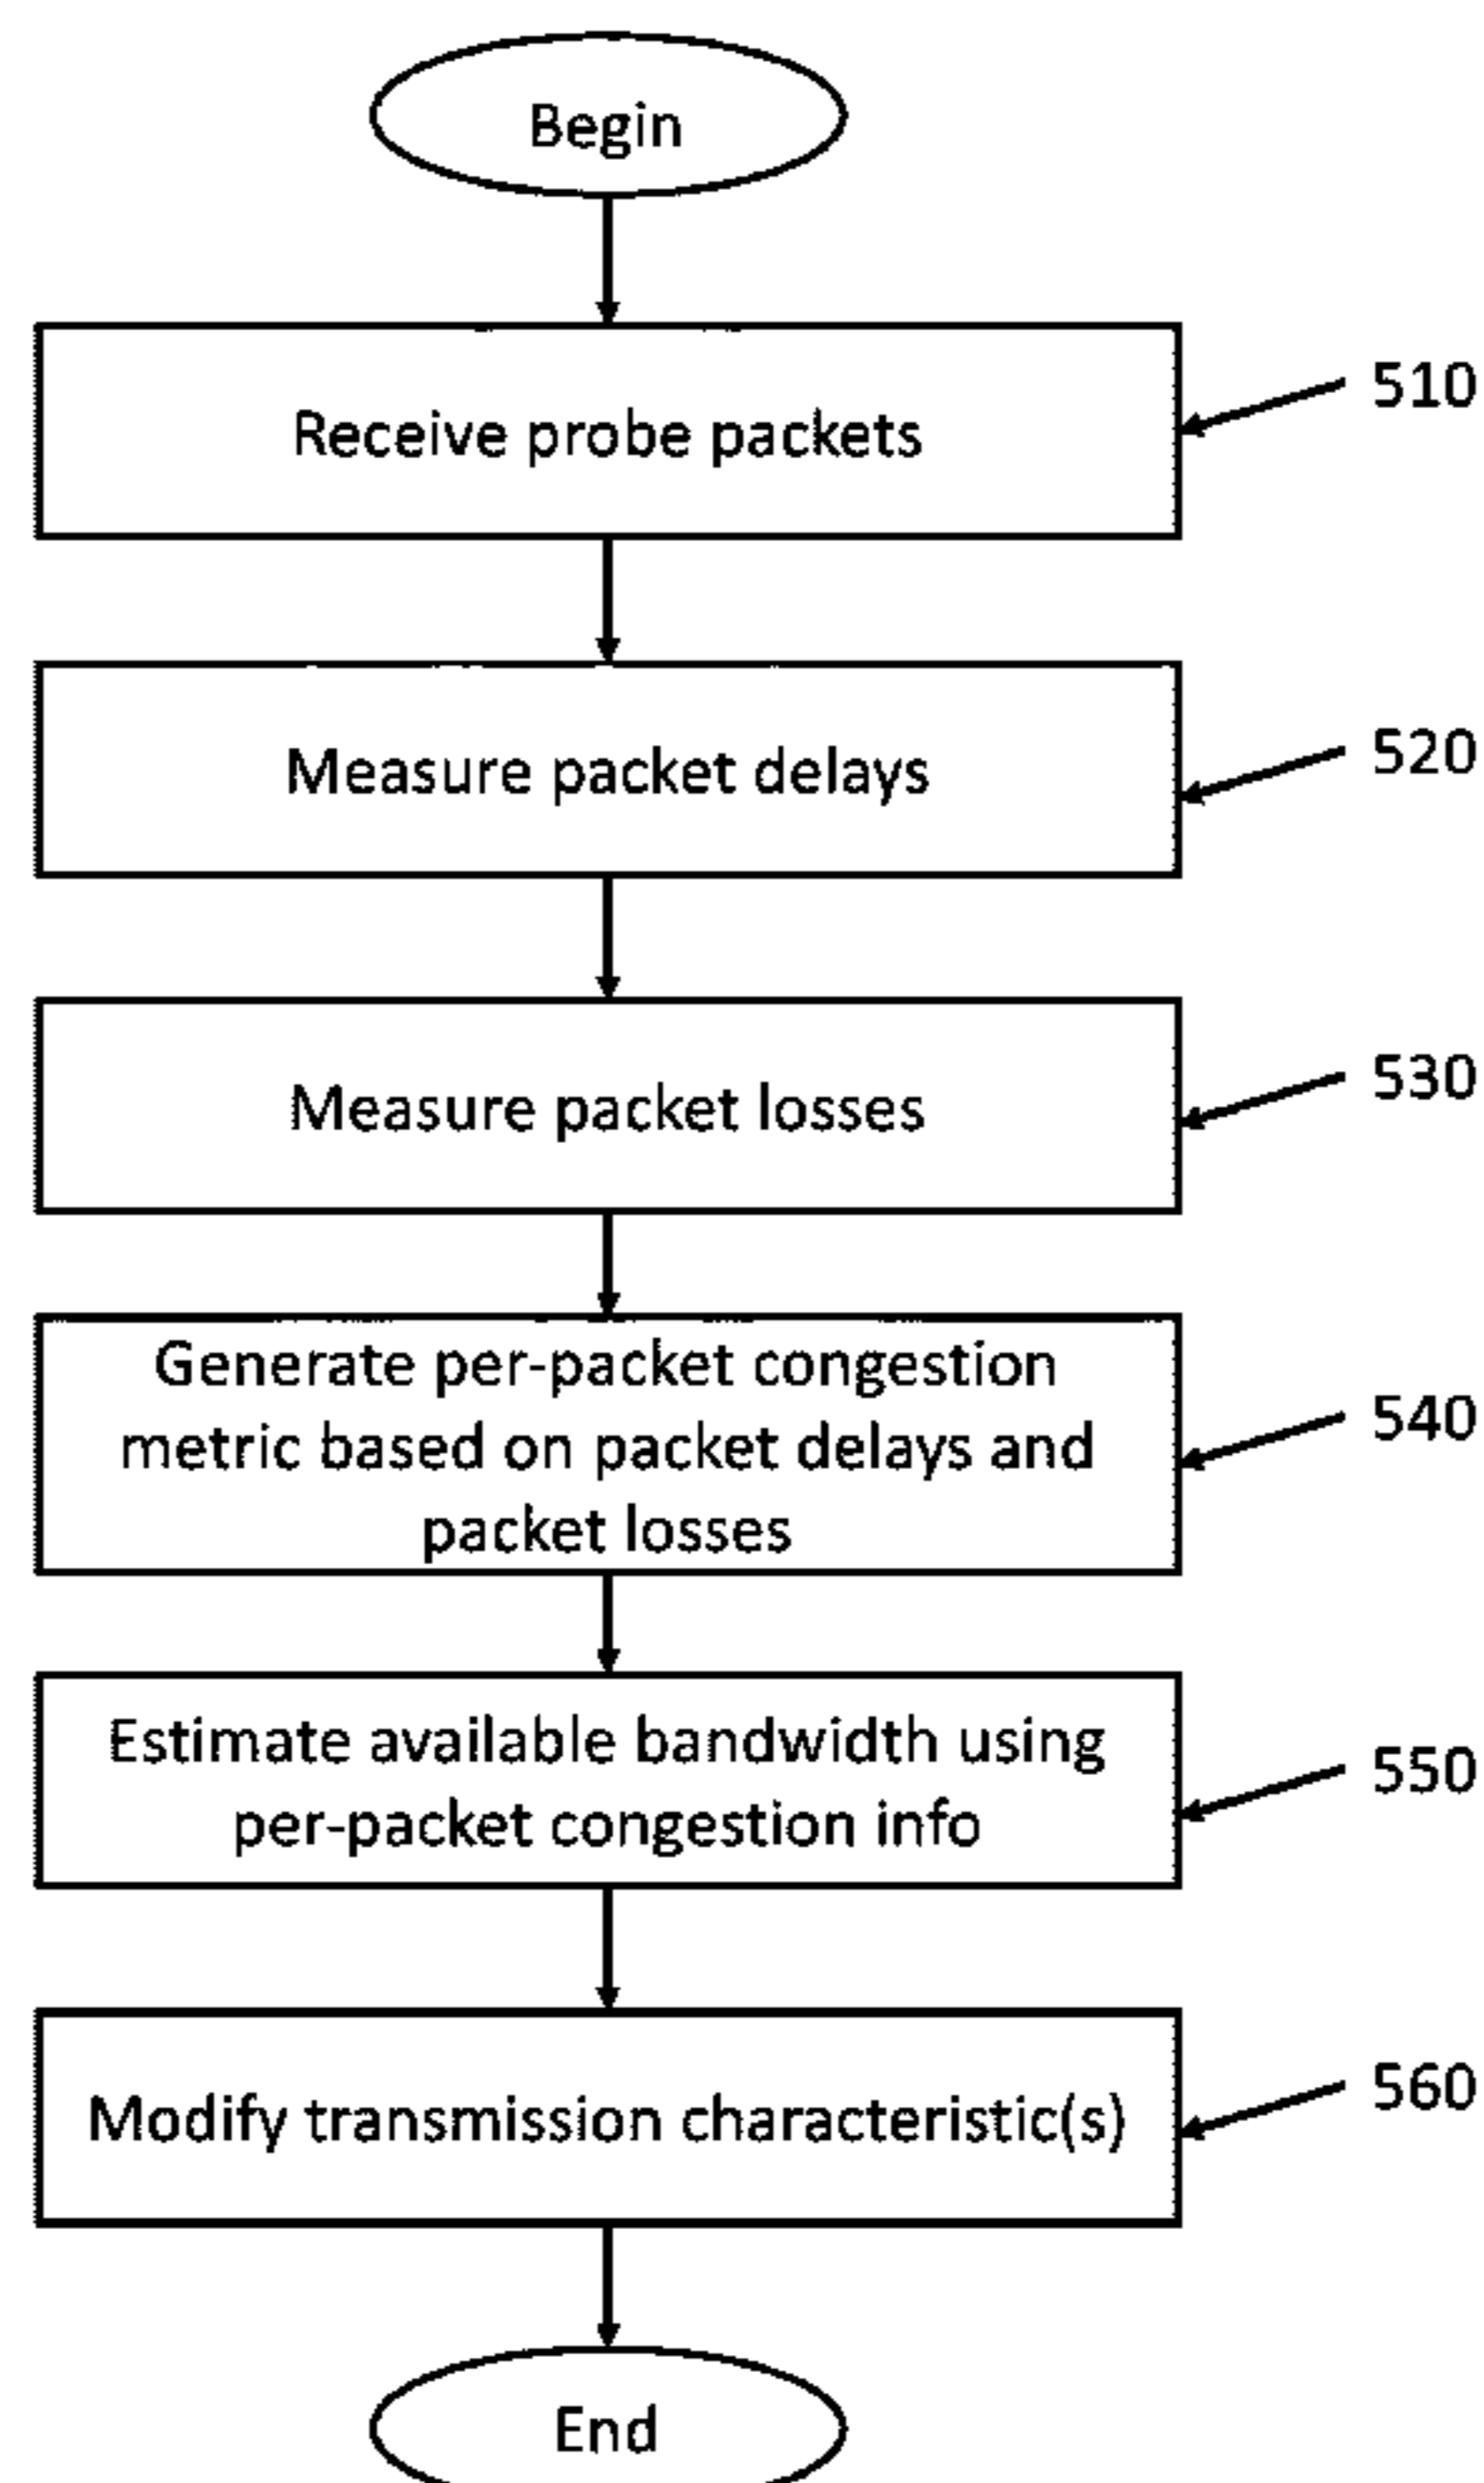 Begin
Receive probe packets
510
Measure packet delays
520
Measure packet losses
530
Generate per-packet congestion
metric based on packet delays and
packet losses
540
Estimate available bandwidth using
per-packet congestion info
550
Modify transmission characteristic(s)
560
End